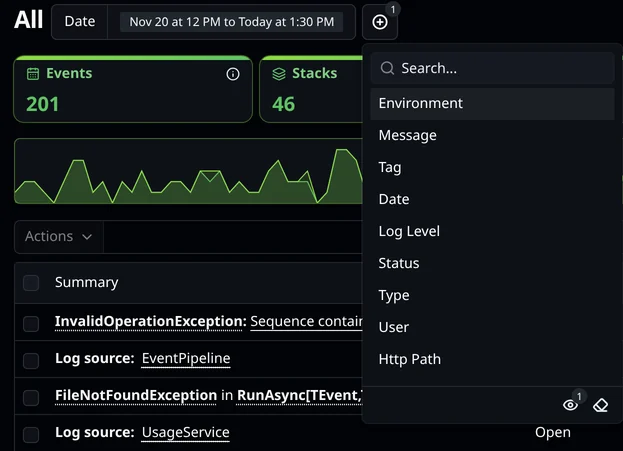 All
Date
Nov 20 at 12 PM to Today at 1:30 PM
1
Events
201
Stacks
46
Search...
Environment
Message
Tag
Date
Log Level
Status
Type
User
Http Path
1
Actions
Summary
InvalidOperationException: Sequence contain
Log source: EventPipeline
FileNotFoundException in RunAsync[TEvent,
Log source: UsageService
Open